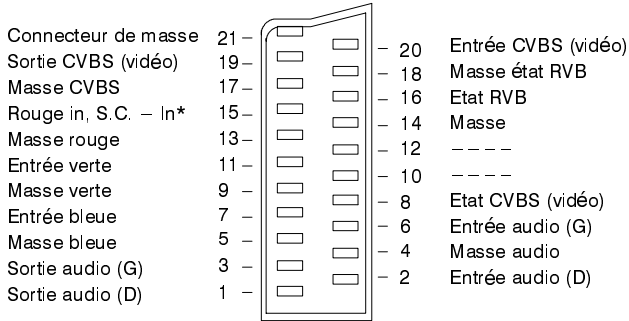 Connecteur de masse 21 –
Sortie CVBS (vidéo) 19 –
Masse CVBS 17 –
Rouge in, S.C. – In* 15 –
Masse rouge 13 –
Entrée verte 11 –
Masse verte 9 –
Entrée bleue 7 –
Masse bleue 5 –
Sortie audio (G) 3 –
Sortie audio (D) 1 –
– 20 Entrée CVBS (vidéo)
– 18 Masse état RVB
– 16 Etat RVB
– 14 Masse
– 12 – – – –
– 10 – – – –
– 8 Etat CVBS (vidéo)
– 6 Entrée audio (G)
– 4 Masse audio
– 2 Entrée audio (D)